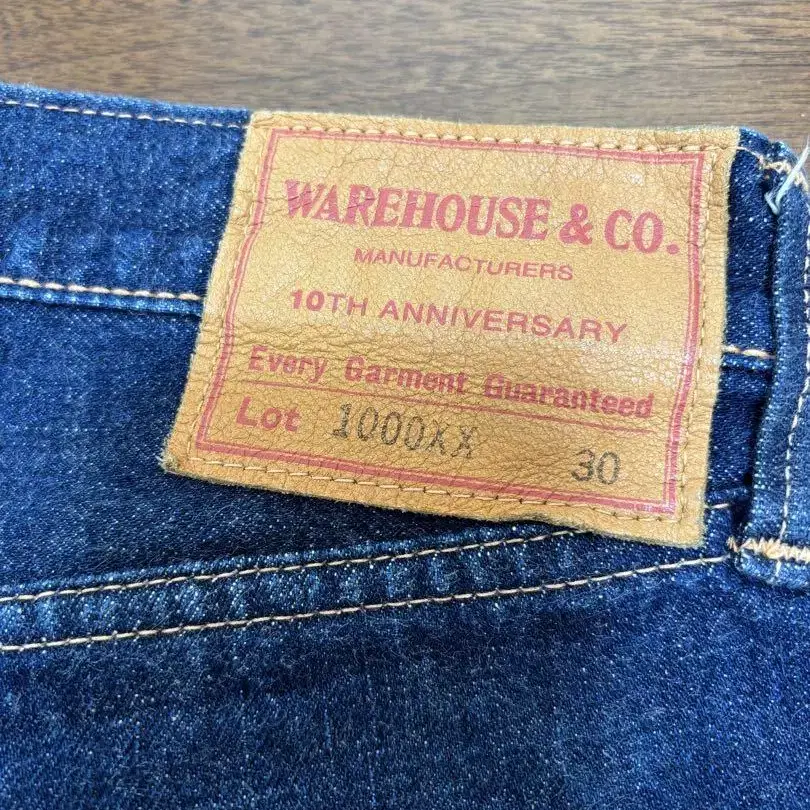 WAREHOUSE & CO.
MANUFACTURERS
10TH ANNIVERSARY
Every Garment Guaranteed
Lot 1000XX 30